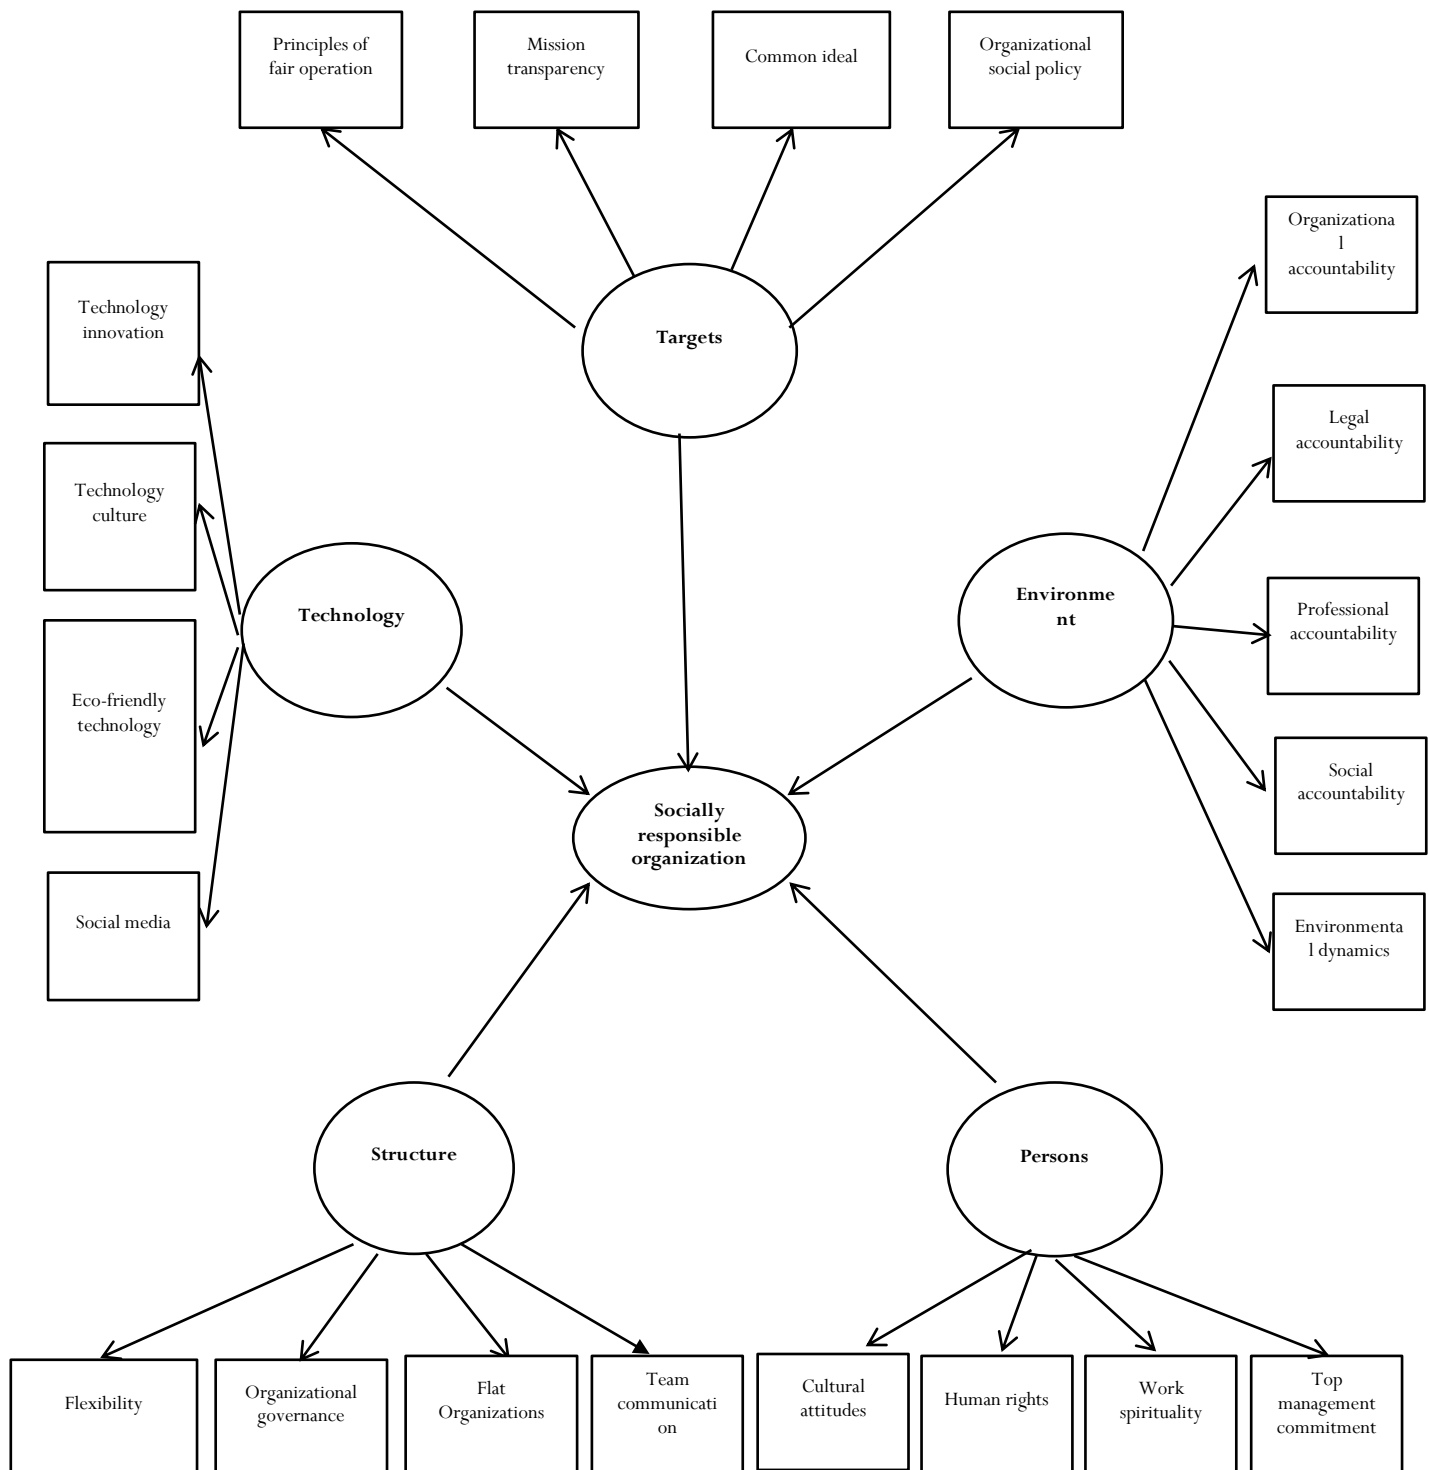 Principles of
fair operation
Mission
transparency
Common ideal
Organizational
social policy
Organizationa
l
accountability
Technology
innovation
Targets
Legal
accountability
Technology
culture
Environme
nt
Professional
accountability
Technology
Eco-friendly
technology
Social
accountability
Socially
responsible
organization
Social media
Environmenta
l dynamics
Structure
Persons
Flexibility
Organizational
governance
Flat
Organizations
Team
communicati
on
Cultural
attitudes
Human rights
Work
spirituality
Top
management
commitment